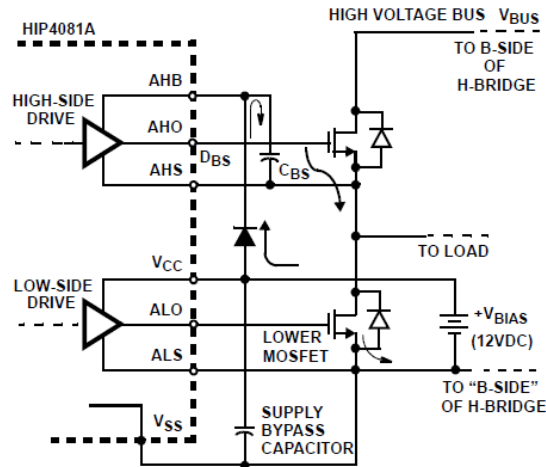 HIP4081A
HIGH VOLTAGE BUS VBUS
TO B-SIDE
OF
H-BRIDGE
AHB
HIGH-SIDE
DRIVE
AHO
DBS
CBS
AHS
TO LOAD
VCC
LOW-SIDE
DRIVE
ALO
LOWER
MOSFET
+VBIAS
(12VDC)
ALS
TO "B-SIDE"
OF H-BRIDGE
VSS
SUPPLY
BYPASS
CAPACITOR